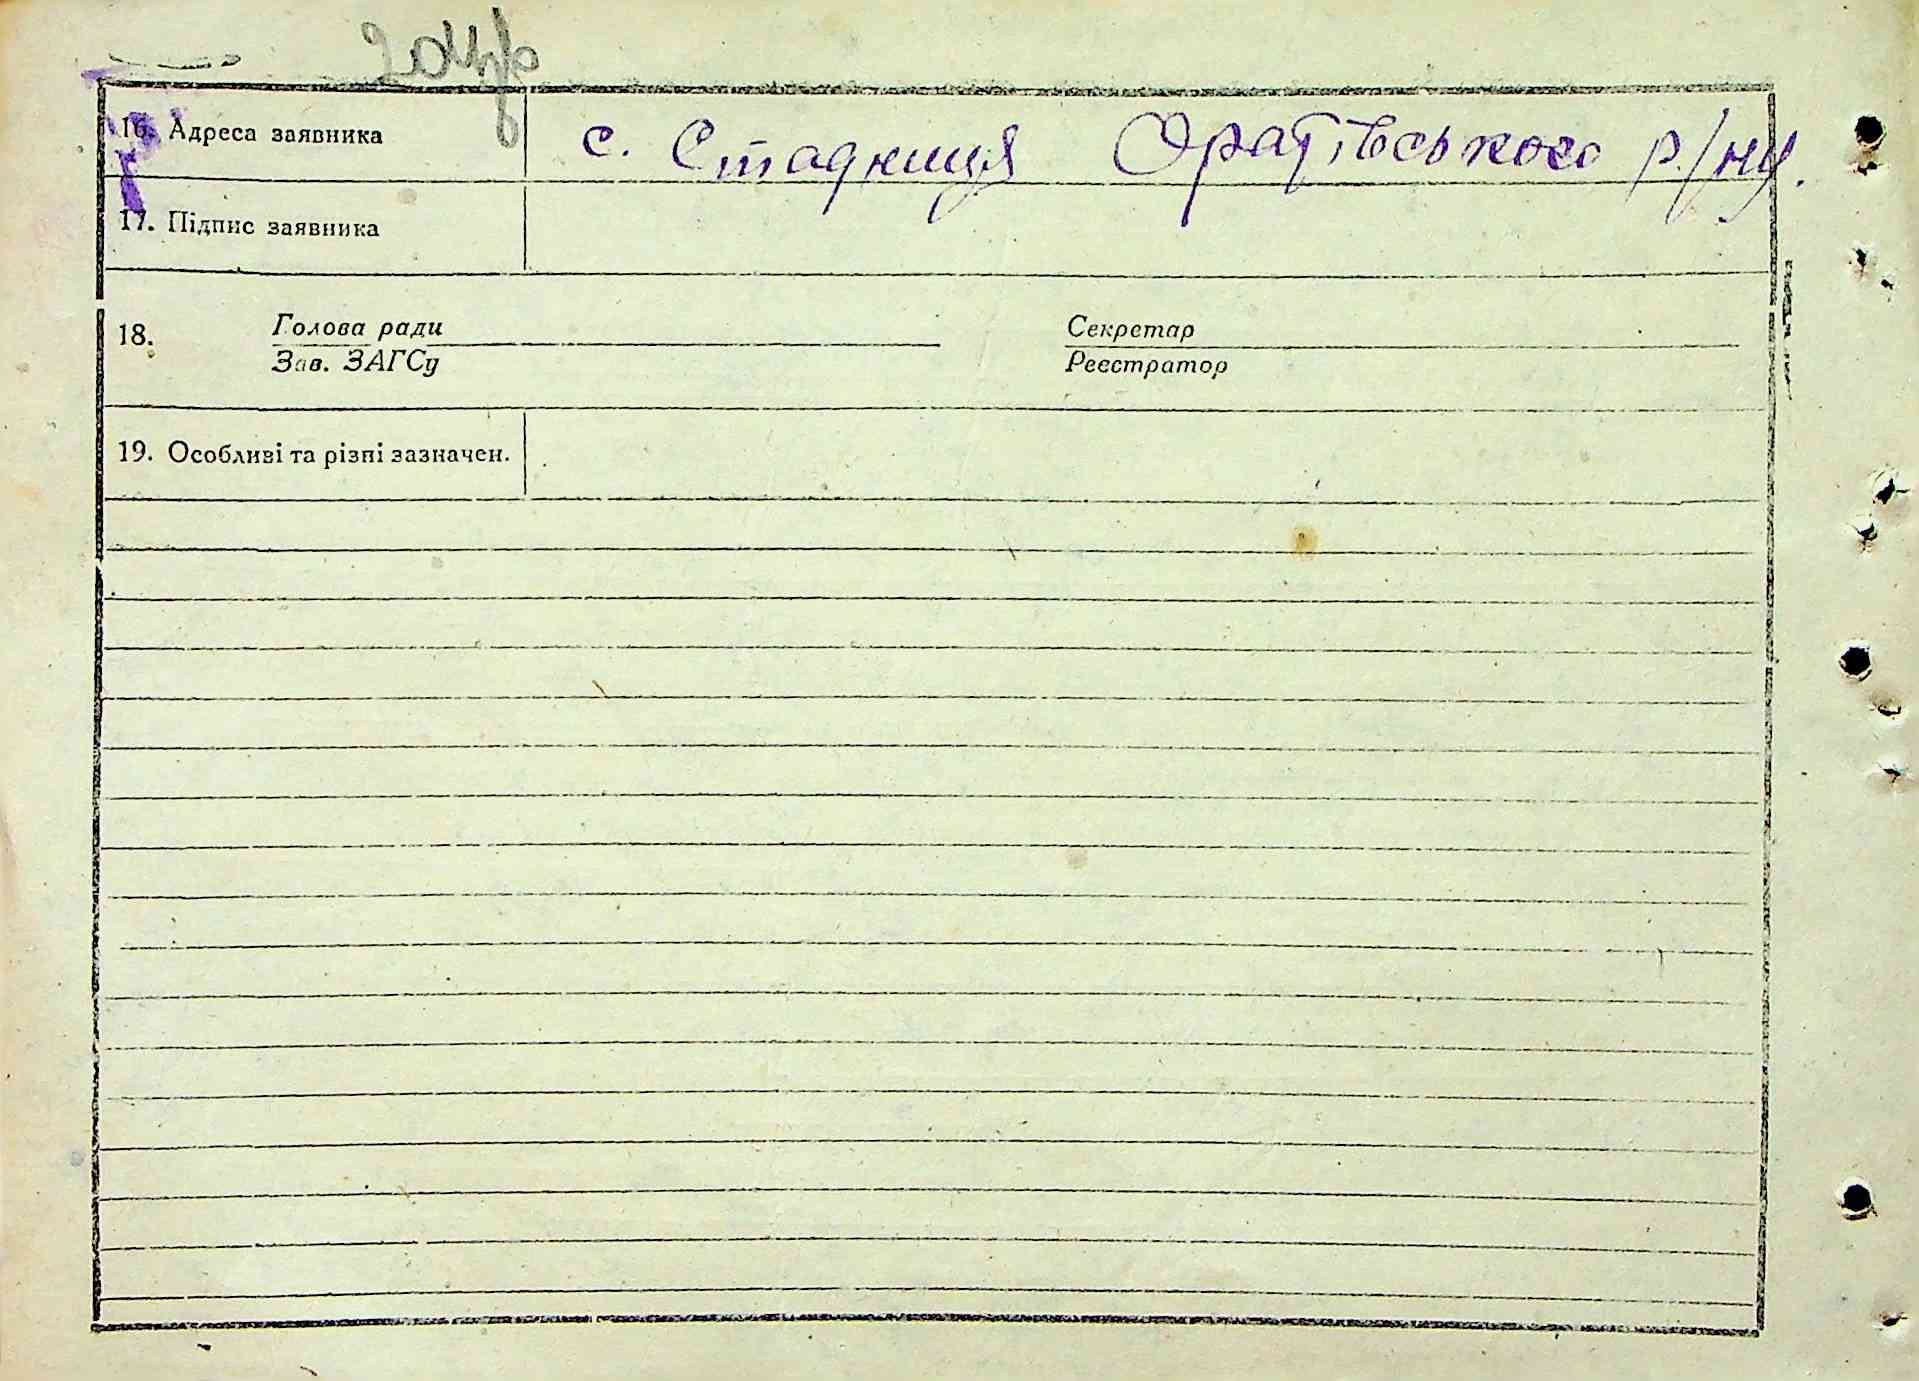 16. Адреса заявника с. Стадниця Оратівського р/ну.
17. Підпис заявника
18. Голова ради Секретар
Зав. ЗАГСу Реєстратор
19. Особливі та різні зазначен.